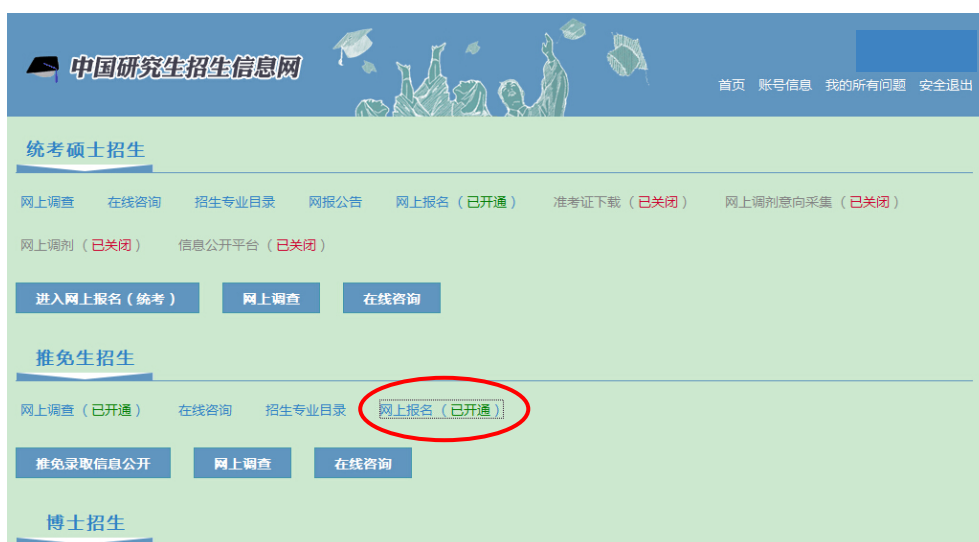 中国研究生招生信息网
首页 账号信息 我的所有问题 安全退出
统考硕士招生
网上调查 在线咨询 招生专业目录 网报公告 网上报名（已开通） 准考证下载（已关闭） 网上调剂意向采集（已关闭）
网上调剂（已关闭） 信息公开平台（已关闭）
进入网上报名（统考） 网上调查 在线咨询
推免生招生
网上调查（已开通） 在线咨询 招生专业目录 网上报名（已开通）
推免录取信息公开 网上调查 在线咨询
博士招生